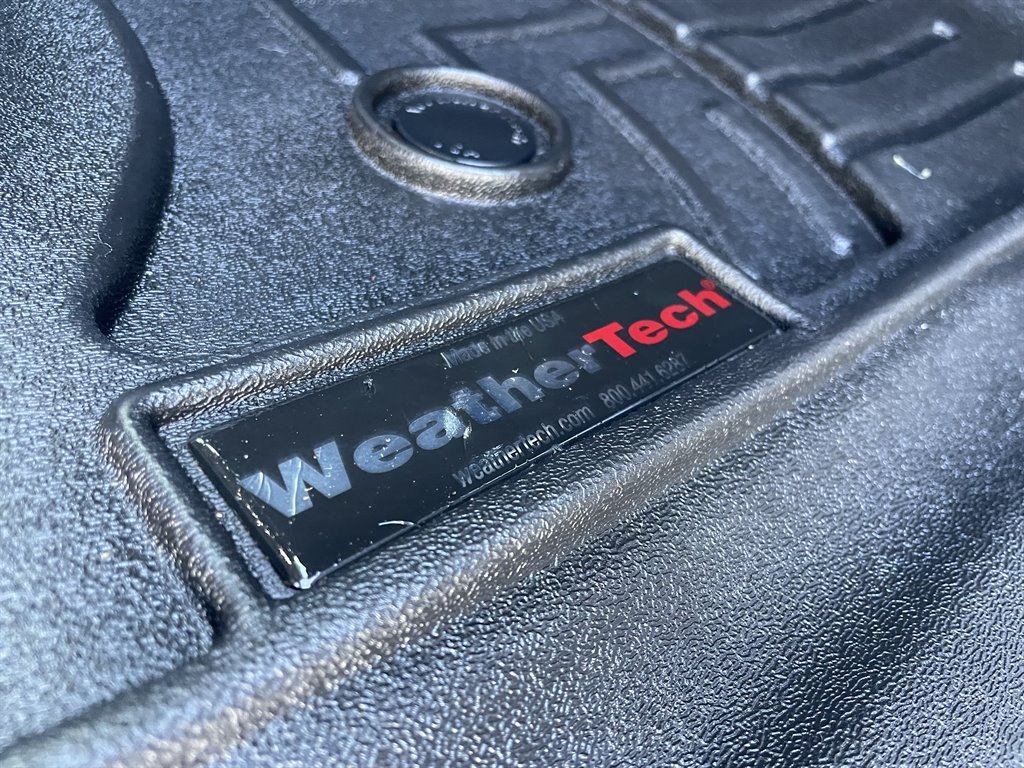 Made in the USA
WeatherTech®
weathertech.com 800.441.6287